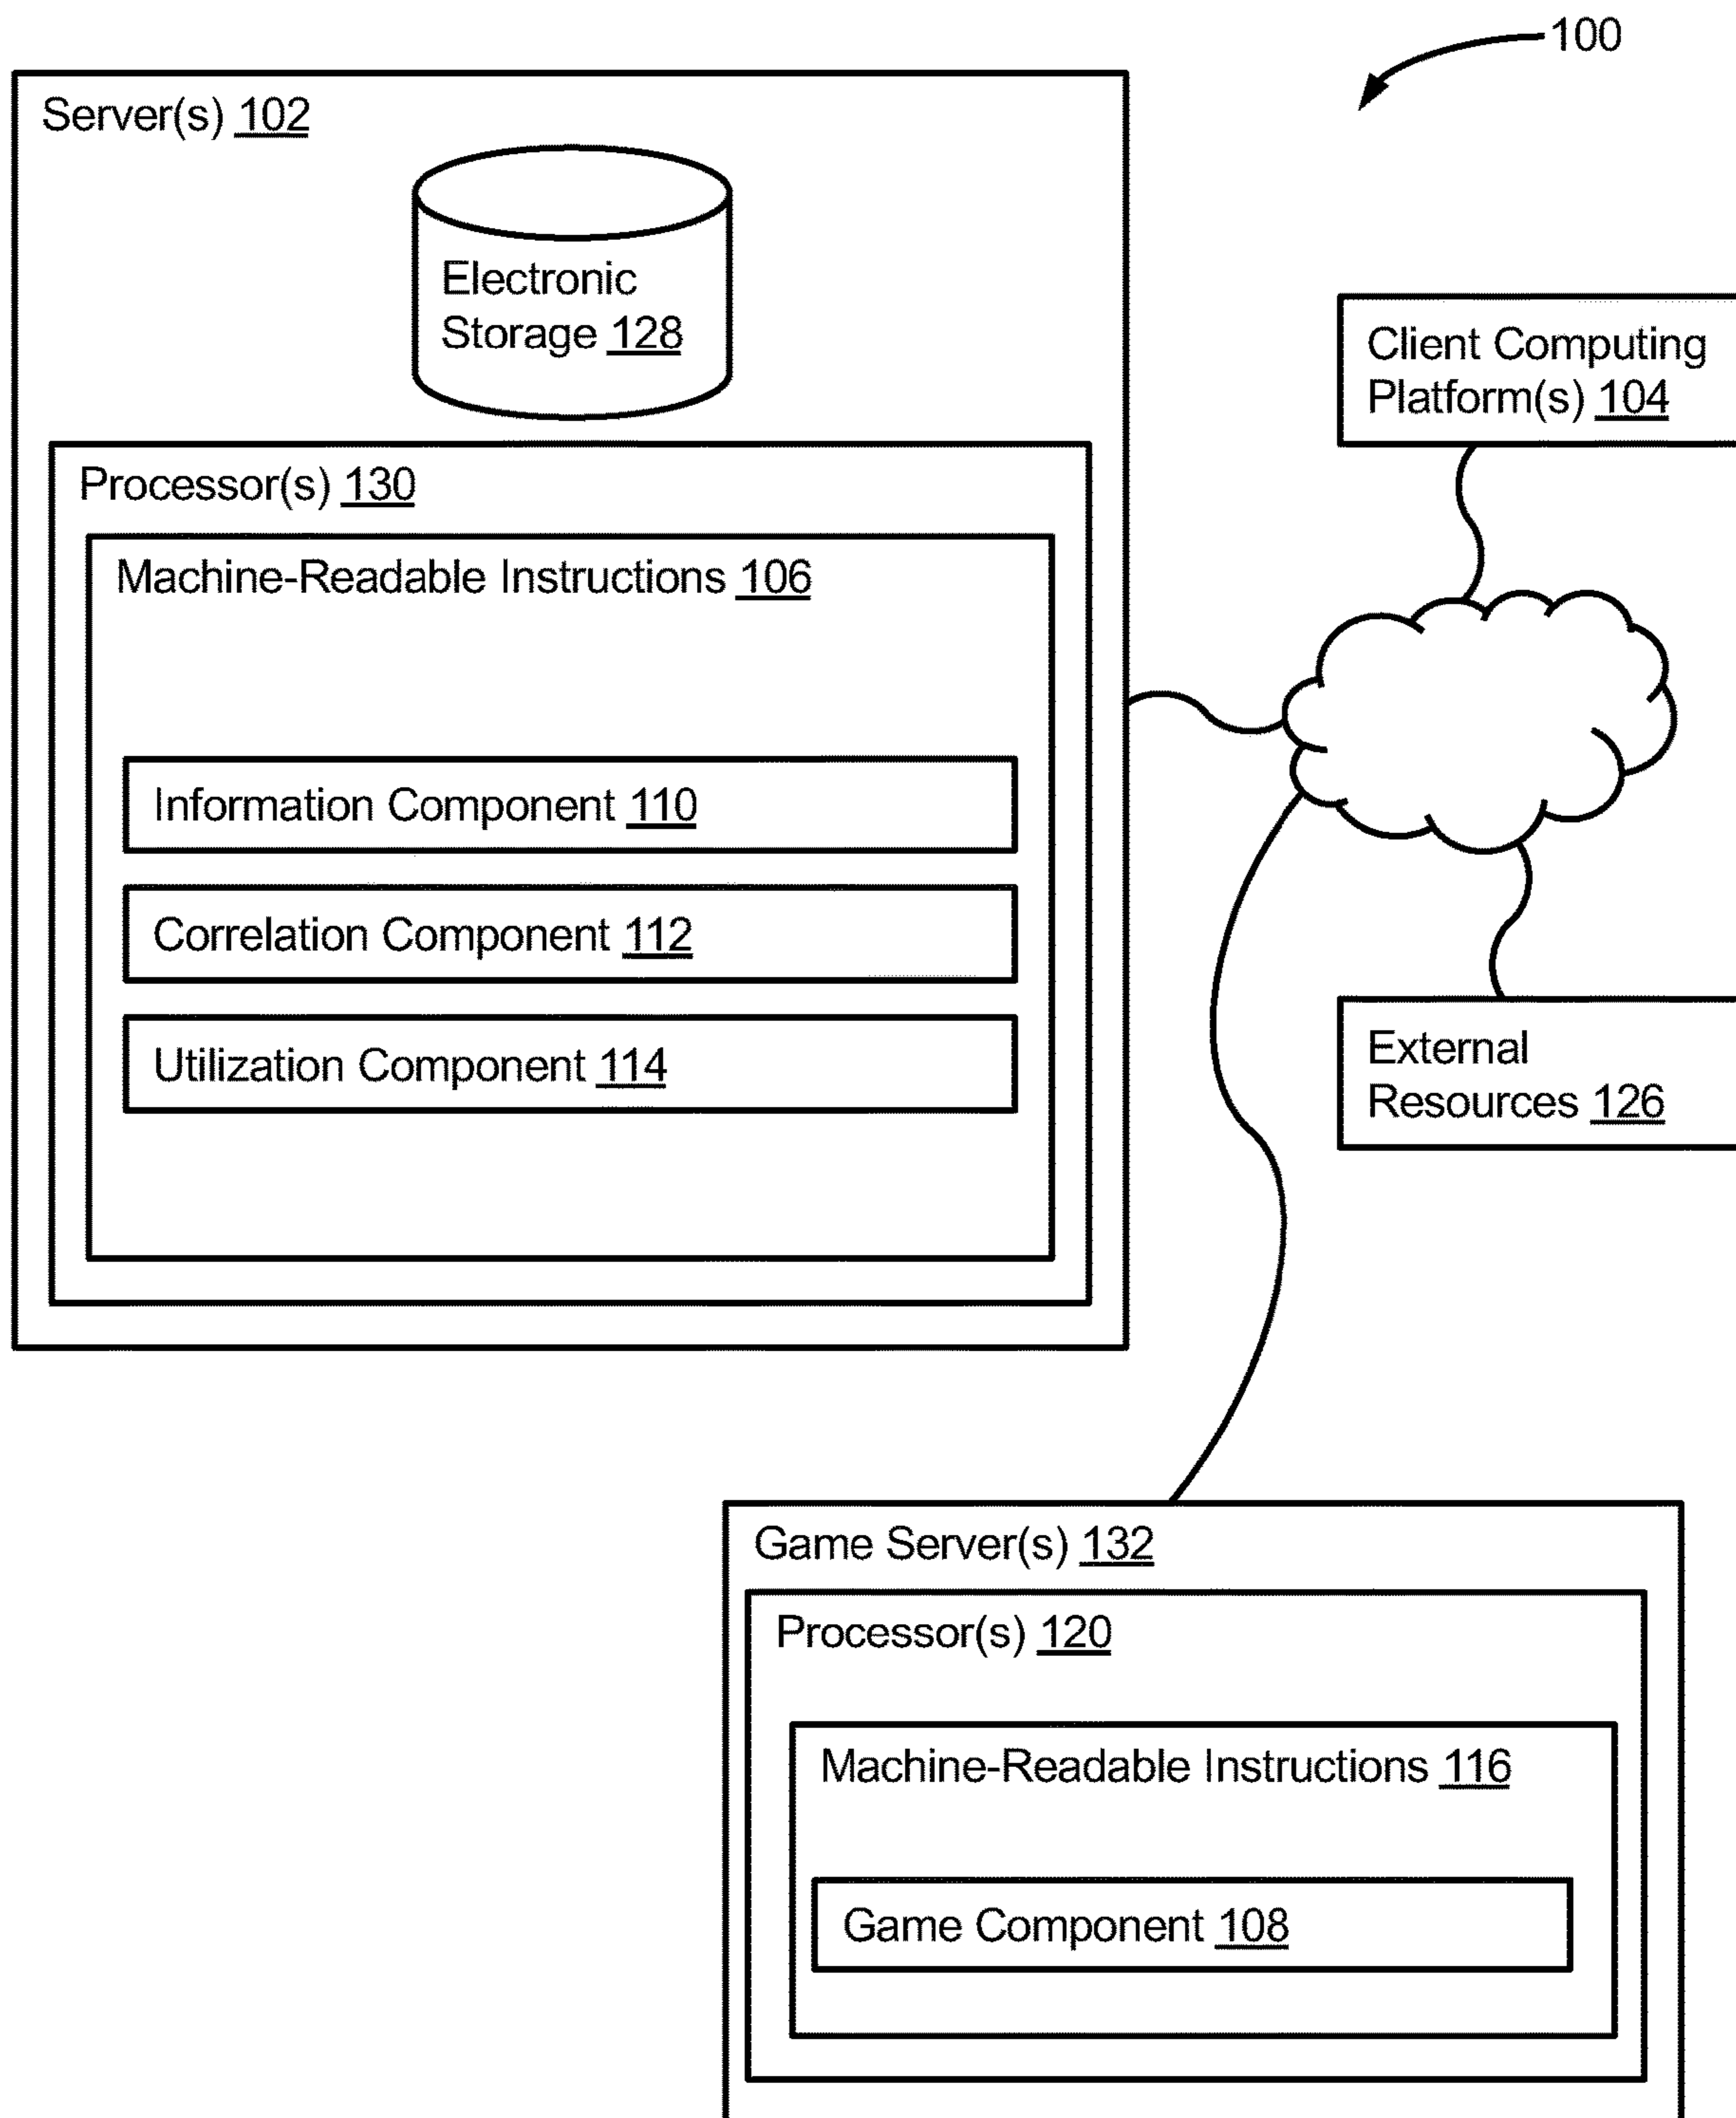 100
Server(s) 102
Electronic
Storage 128
Client Computing
Platform(s) 104
Processor(s) 130
Machine-Readable Instructions 106
Information Component 110
Correlation Component 112
Utilization Component 114
External
Resources 126
Game Server(s) 132
Processor(s) 120
Machine-Readable Instructions 116
Game Component 108